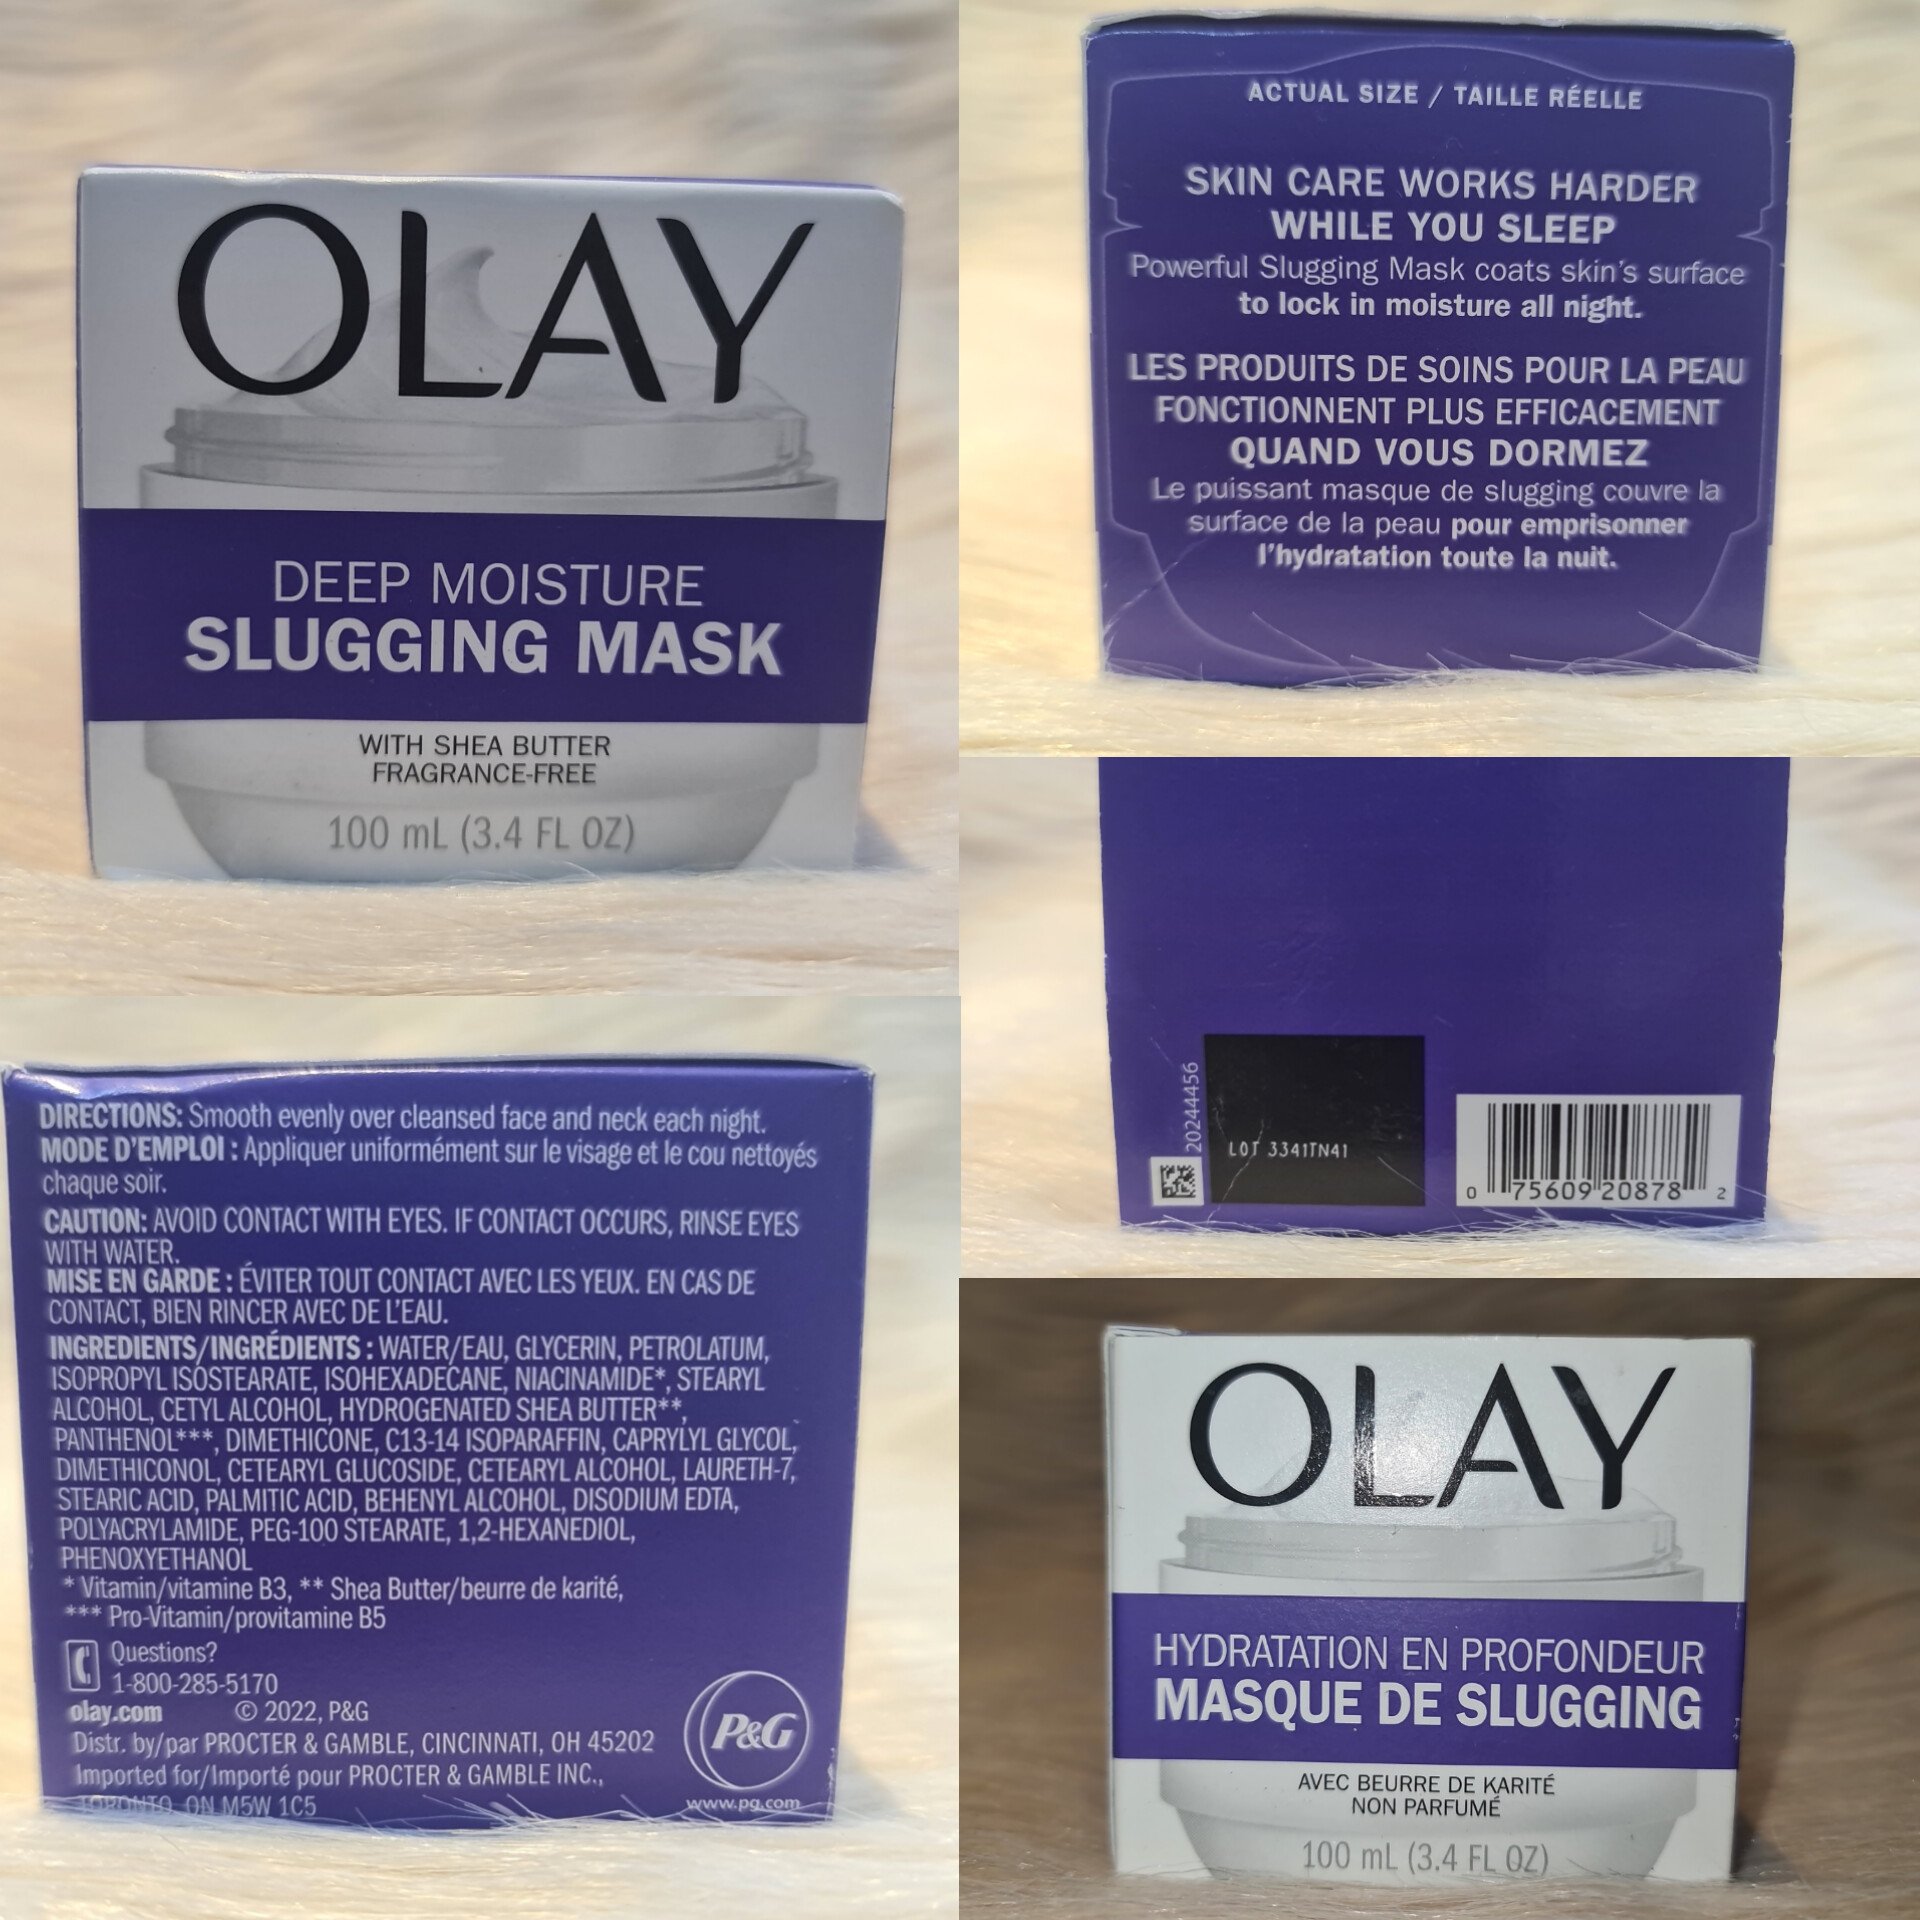 OLAY
DEEP MOISTURE
SLUGGING MASK
WITH SHEA BUTTER
FRAGRANCE-FREE
100 mL (3.4 FL OZ)
ACTUAL SIZE / TAILLE RÉELLE
SKIN CARE WORKS HARDER
WHILE YOU SLEEP
Powerful Slugging Mask coats skin's surface
to lock in moisture all night.
LES PRODUITS DE SOINS POUR LA PEAU
FONCTIONNENT PLUS EFFICACEMENT
QUAND VOUS DORMEZ
Le puissant masque de slugging couvre la
surface de la peau pour emprisonner
l'hydratation toute la nuit.
20244456
LOT 3341TN41
0 75609 20878 2
DIRECTIONS: Smooth evenly over cleansed face and neck each night.
MODE D'EMPLOI : Appliquer uniformément sur le visage et le cou nettoyés
chaque soir.
CAUTION: AVOID CONTACT WITH EYES. IF CONTACT OCCURS, RINSE EYES
WITH WATER.
MISE EN GARDE : ÉVITER TOUT CONTACT AVEC LES YEUX. EN CAS DE
CONTACT, BIEN RINCER AVEC DE L'EAU.
INGREDIENTS/INGRÉDIENTS : WATER/EAU, GLYCERIN, PETROLATUM,
ISOPROPYL ISOSTEARATE, ISOHEXADECANE, NIACINAMIDE*, STEARYL
ALCOHOL, CETYL ALCOHOL, HYDROGENATED SHEA BUTTER**,
PANTHENOL***, DIMETHICONE, C13-14 ISOPARAFFIN, CAPRYLYL GLYCOL,
DIMETHICONOL, CETEARYL GLUCOSIDE, CETEARYL ALCOHOL, LAURETH-7,
STEARIC ACID, PALMITIC ACID, BEHENYL ALCOHOL, DISODIUM EDTA,
POLYACRYLAMIDE, PEG-100 STEARATE, 1,2-HEXANEDIOL,
PHENOXYETHANOL
* Vitamin/vitamine B3, ** Shea Butter/beurre de karité,
*** Pro-Vitamin/provitamine B5
Questions?
1-800-285-5170
olay.com © 2022, P&G
Distr. by/par PROCTER & GAMBLE, CINCINNATI, OH 45202
Imported for/Importé pour PROCTER & GAMBLE INC.,
TORONTO, ON M5W 1C5
P&G
www.pg.com
OLAY
HYDRATATION EN PROFONDEUR
MASQUE DE SLUGGING
AVEC BEURRE DE KARITÉ
NON PARFUMÉ
100 mL (3.4 FL OZ)